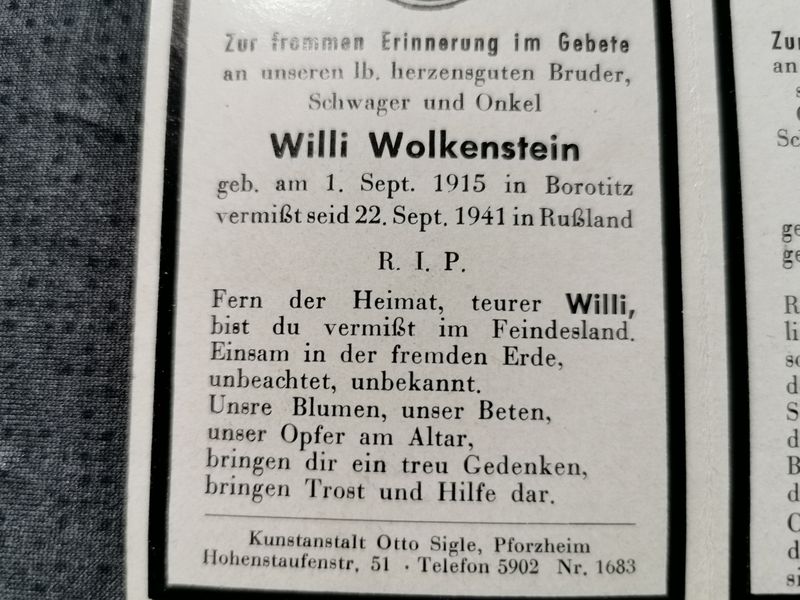 Zur frommen Erinnerung im Gebete
an unseren lb. herzensguten Bruder,
Schwager und Onkel
Willi Wolkenstein
geb. am 1. Sept. 1915 in Borotitz
vermißt seid 22. Sept. 1941 in Rußland
R. I. P.
Fern der Heimat, teurer Willi,
bist du vermißt im Feindesland.
Einsam in der fremden Erde,
unbeachtet, unbekannt.
Unsre Blumen, unser Beten,
unser Opfer am Altar,
bringen dir ein treu Gedenken,
bringen Trost und Hilfe dar.
Kunstanstalt Otto Sigle, Pforzheim
Hohenstaufenstr. 51 · Telefon 5902 Nr. 1683